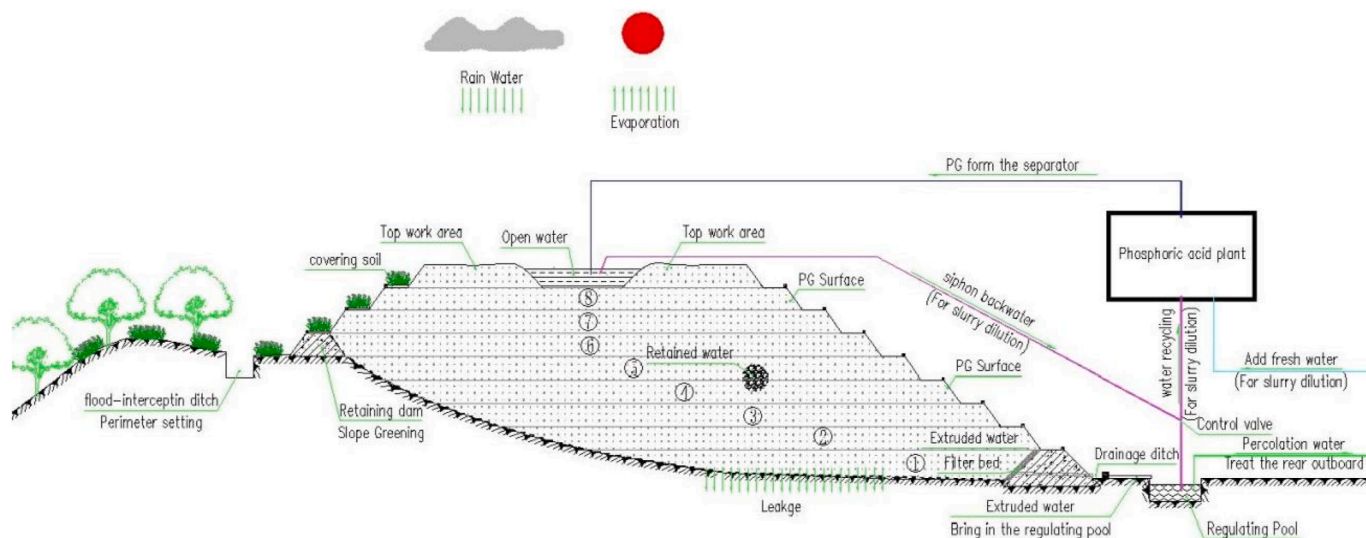 Rain Water
Evaporation
PG form the separator
Top work area
Open water
Top work area
Phosphoric acid plant
covering soil
PG Surface
siphon backwater
(For slurry dilution)
⑧
⑦
⑥
Retained water
⑤
④
③
②
①
water recycling
(For slurry dilution)
Add fresh water
(For slurry dilution)
PG Surface
flood-interceptin ditch
Perimeter setting
Retaining dam
Slope Greening
Control valve
Extruded water
Percolation water
Filter bed
Drainage ditch
Treat the rear outboard
Leakge
Extruded water
Bring in the regulating pool
Regulating Pool